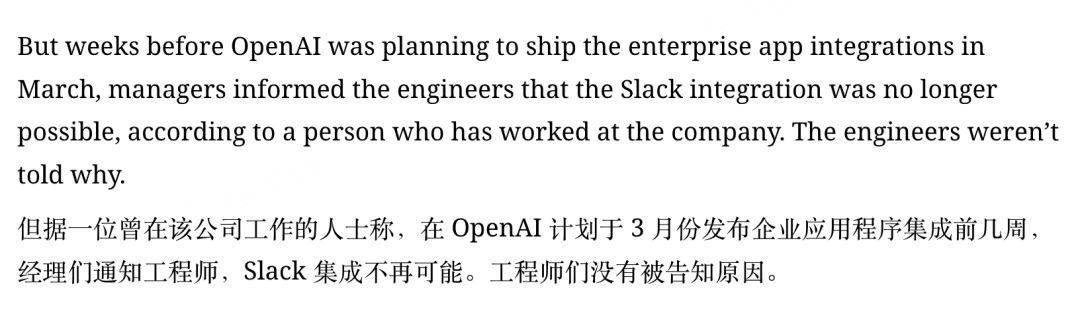 But weeks before OpenAI was planning to ship the enterprise app integrations in
March, managers informed the engineers that the Slack integration was no longer
possible, according to a person who has worked at the company. The engineers weren’t
told why.
但据一位曾在该公司工作的人士称，在 OpenAI 计划于 3 月份发布企业应用程序集成前几周，
经理们通知工程师，Slack 集成不再可能。工程师们没有被告知原因。